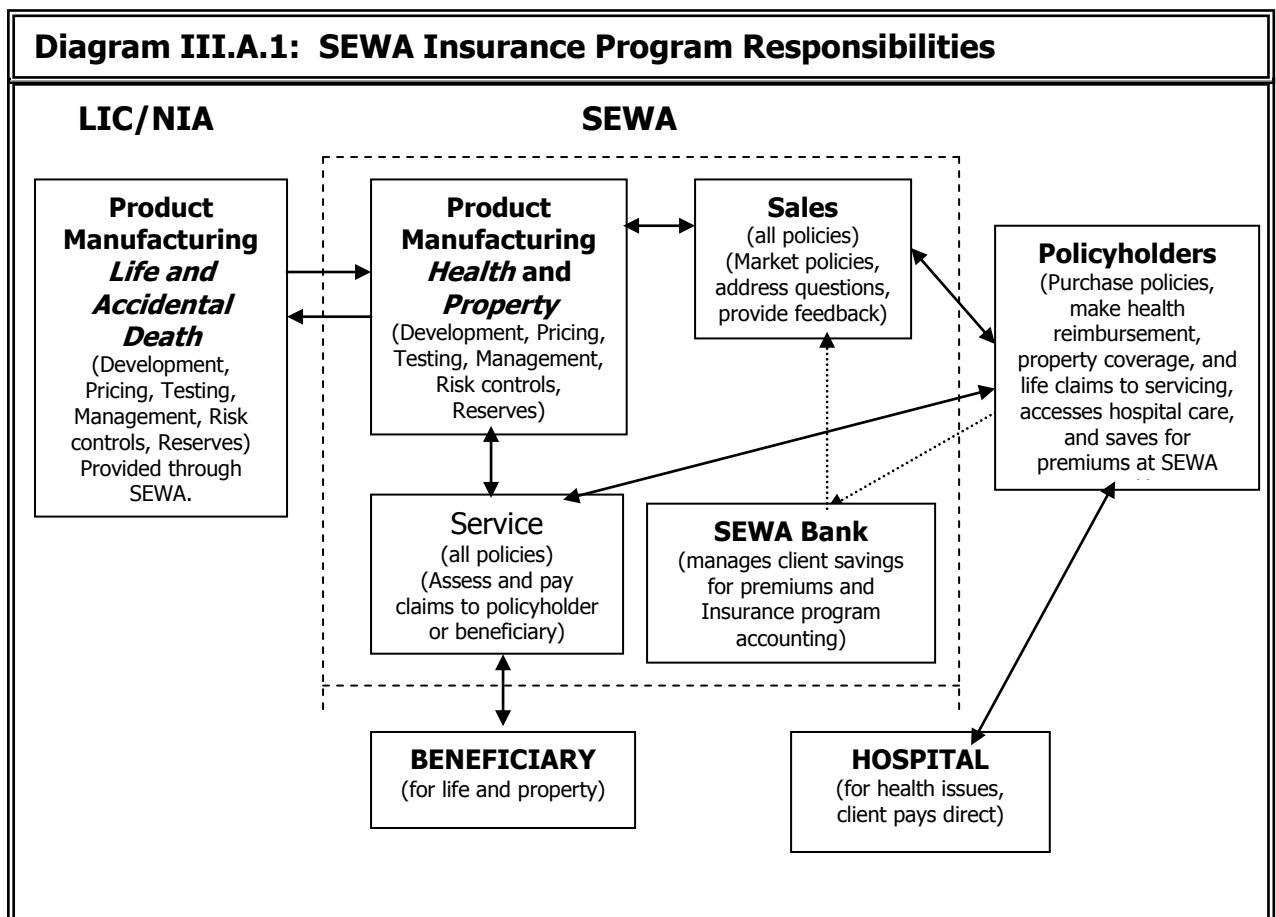 Diagram III.A.1: SEWA Insurance Program Responsibilities
LIC/NIA
SEWA
Product
Manufacturing
Life and
Accidental
Death
(Development,
Pricing, Testing,
Management, Risk
controls, Reserves)
Provided through
SEWA.
Product
Manufacturing
Health and
Property
(Development, Pricing,
Testing, Management,
Risk controls,
Reserves)
Sales
(all policies)
(Market policies,
address questions,
provide feedback)
Policyholders
(Purchase policies,
make health
reimbursement,
property coverage, and
life claims to servicing,
accesses hospital care,
and saves for
premiums at SEWA
Service
(all policies)
(Assess and pay
claims to policyholder
or beneficiary)
SEWA Bank
(manages client savings
for premiums and
Insurance program
accounting)
BENEFICIARY
(for life and property)
HOSPITAL
(for health issues,
client pays direct)